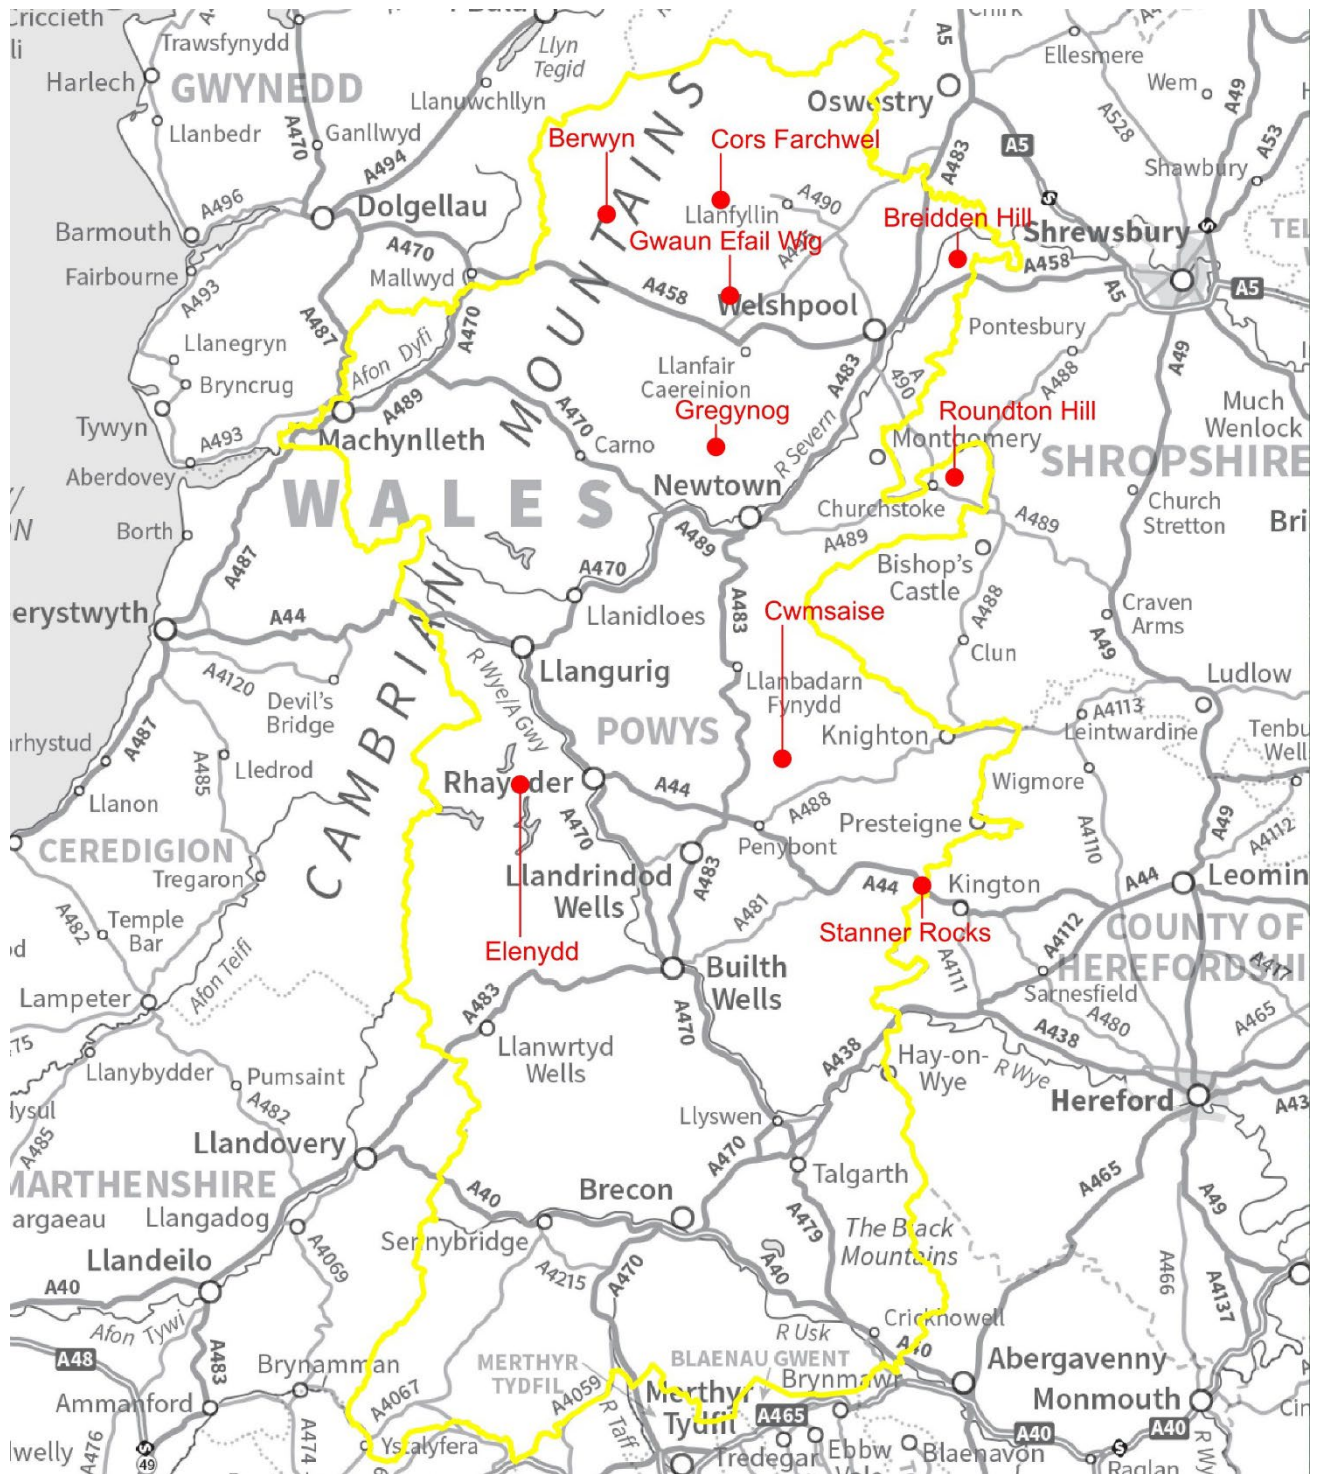 Criccieth
Trawsfynydd
Llyn
Tegid
A5
Ellesmere
Harlech
GWYNEDD
Llanuwchllyn
Oswestry
Wem
A49
A528
A53
Llanbedr
A470
Ganllwyd
A494
Berwyn
Cors Farchwel
A483
A5
Shawbury
A496
Dolgellau
Llanfyllin
A490
Breidden Hill
Shrewsbury
Barmouth
A470
Gwaun Efail Wig
A458
Fairbourne
Mallwyd
A458
Welshpool
A5
A5
A493
A487
A470
Pontesbury
Llanegryn
Afon Dyfi
Llanfair
Caereinion
A483
A
490
A488
A49
Bryncrug
A489
MOUNTAINS
A470
Gregynog
Roundton Hill
Much
Wenlock
Tywyn
A493
Machynlleth
Carno
R Severn
Montgomery
SHROPSHIRE
Aberdovey
WALES
Newtown
Churchstoke
Church
Stretton
Borth
A487
A489
A489
A489
Bishop's
Castle
A470
Llanidloes
A483
Cwmsaise
A488
Craven
Arms
A44
A49
Clun
Llangurig
R Wye/A Gwy
Llanbadarn
Fynydd
Ludlow
A4120
Devil's
Bridge
POWYS
Knighton
A4113
Leintwardine
A487
A485
Lledrod
CAMBRIAN
Rhayader
A44
Wigmore
Llanon
A470
A488
Presteigne
A4110
A49
A4112
CEREDIGION
Tregaron
Penybont
Llandrindod
Wells
A483
A44
Kington
A44
A482
Temple
Bar
A481
Stanner Rocks
A4112
COUNTY OF
Afon Teifi
Elenydd
A4111
A417
Lampeter
A483
Builth
Wells
Sarnesfield
A480
A465
A470
A438
A438
Llanwrtyd
Wells
Hay-on-
Wye
R Wye
Llanybydder
Pumsaint
A482
Hereford
A485
Llandovery
Llyswen
A470
A465
A49
Talgarth
Llangadog
A40
Brecon
A479
The Black
Mountains
Sennybridge
Llandeilo
A4069
A4215
A470
A40
A466
A4137
A40
Afon Tywi
R Usk
Crickhowell
A40
A48
A483
Brynamman
MERTHYR
TYDFIL
BLAENAU GWENT
Abergavenny
Ammanford
A4067
A4059
Merthyr
Tydfil
Brynmawr
Monmouth
A465
A476
A474
Ystalyfera
R Taff
Tredegar
Ebbw
Blaenavon
A40
A40
49
Raglan